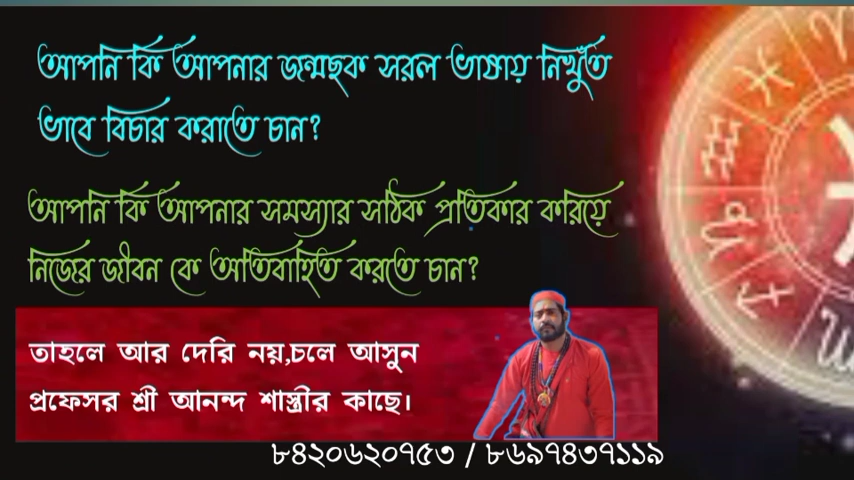 আপনি কি আপনার জন্মছক সরল ভাষায় নিখুঁত
ভাবে বিচার করাতে চান?
আপনি কি আপনার সমস্যার সঠিক প্রতিকার করিয়ে
নিজের জীবন কে অতিবাহিত করতে চান?
তাহলে আর দেরি নয়,চলে আসুন
প্রফেসর শ্রী আনন্দ শাস্ত্রীর কাছে।
৮৪২০৬২০৭৫৩ / ৮৬৯৭৪৩৭১১৯